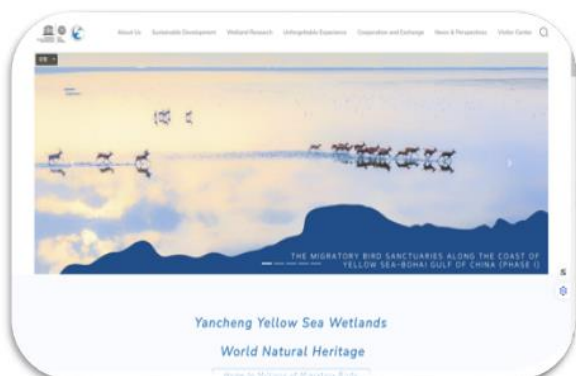 About Us Sustainable Development Wetland Research Unforgettable Experience Cooperation and Exchange News & Perspectives Visitor Center
THE MIGRATORY BIRD SANCTUARIES ALONG THE COAST OF
YELLOW SEA-BOHAI GULF OF CHINA (PHASE I)
Yancheng Yellow Sea Wetlands
World Natural Heritage